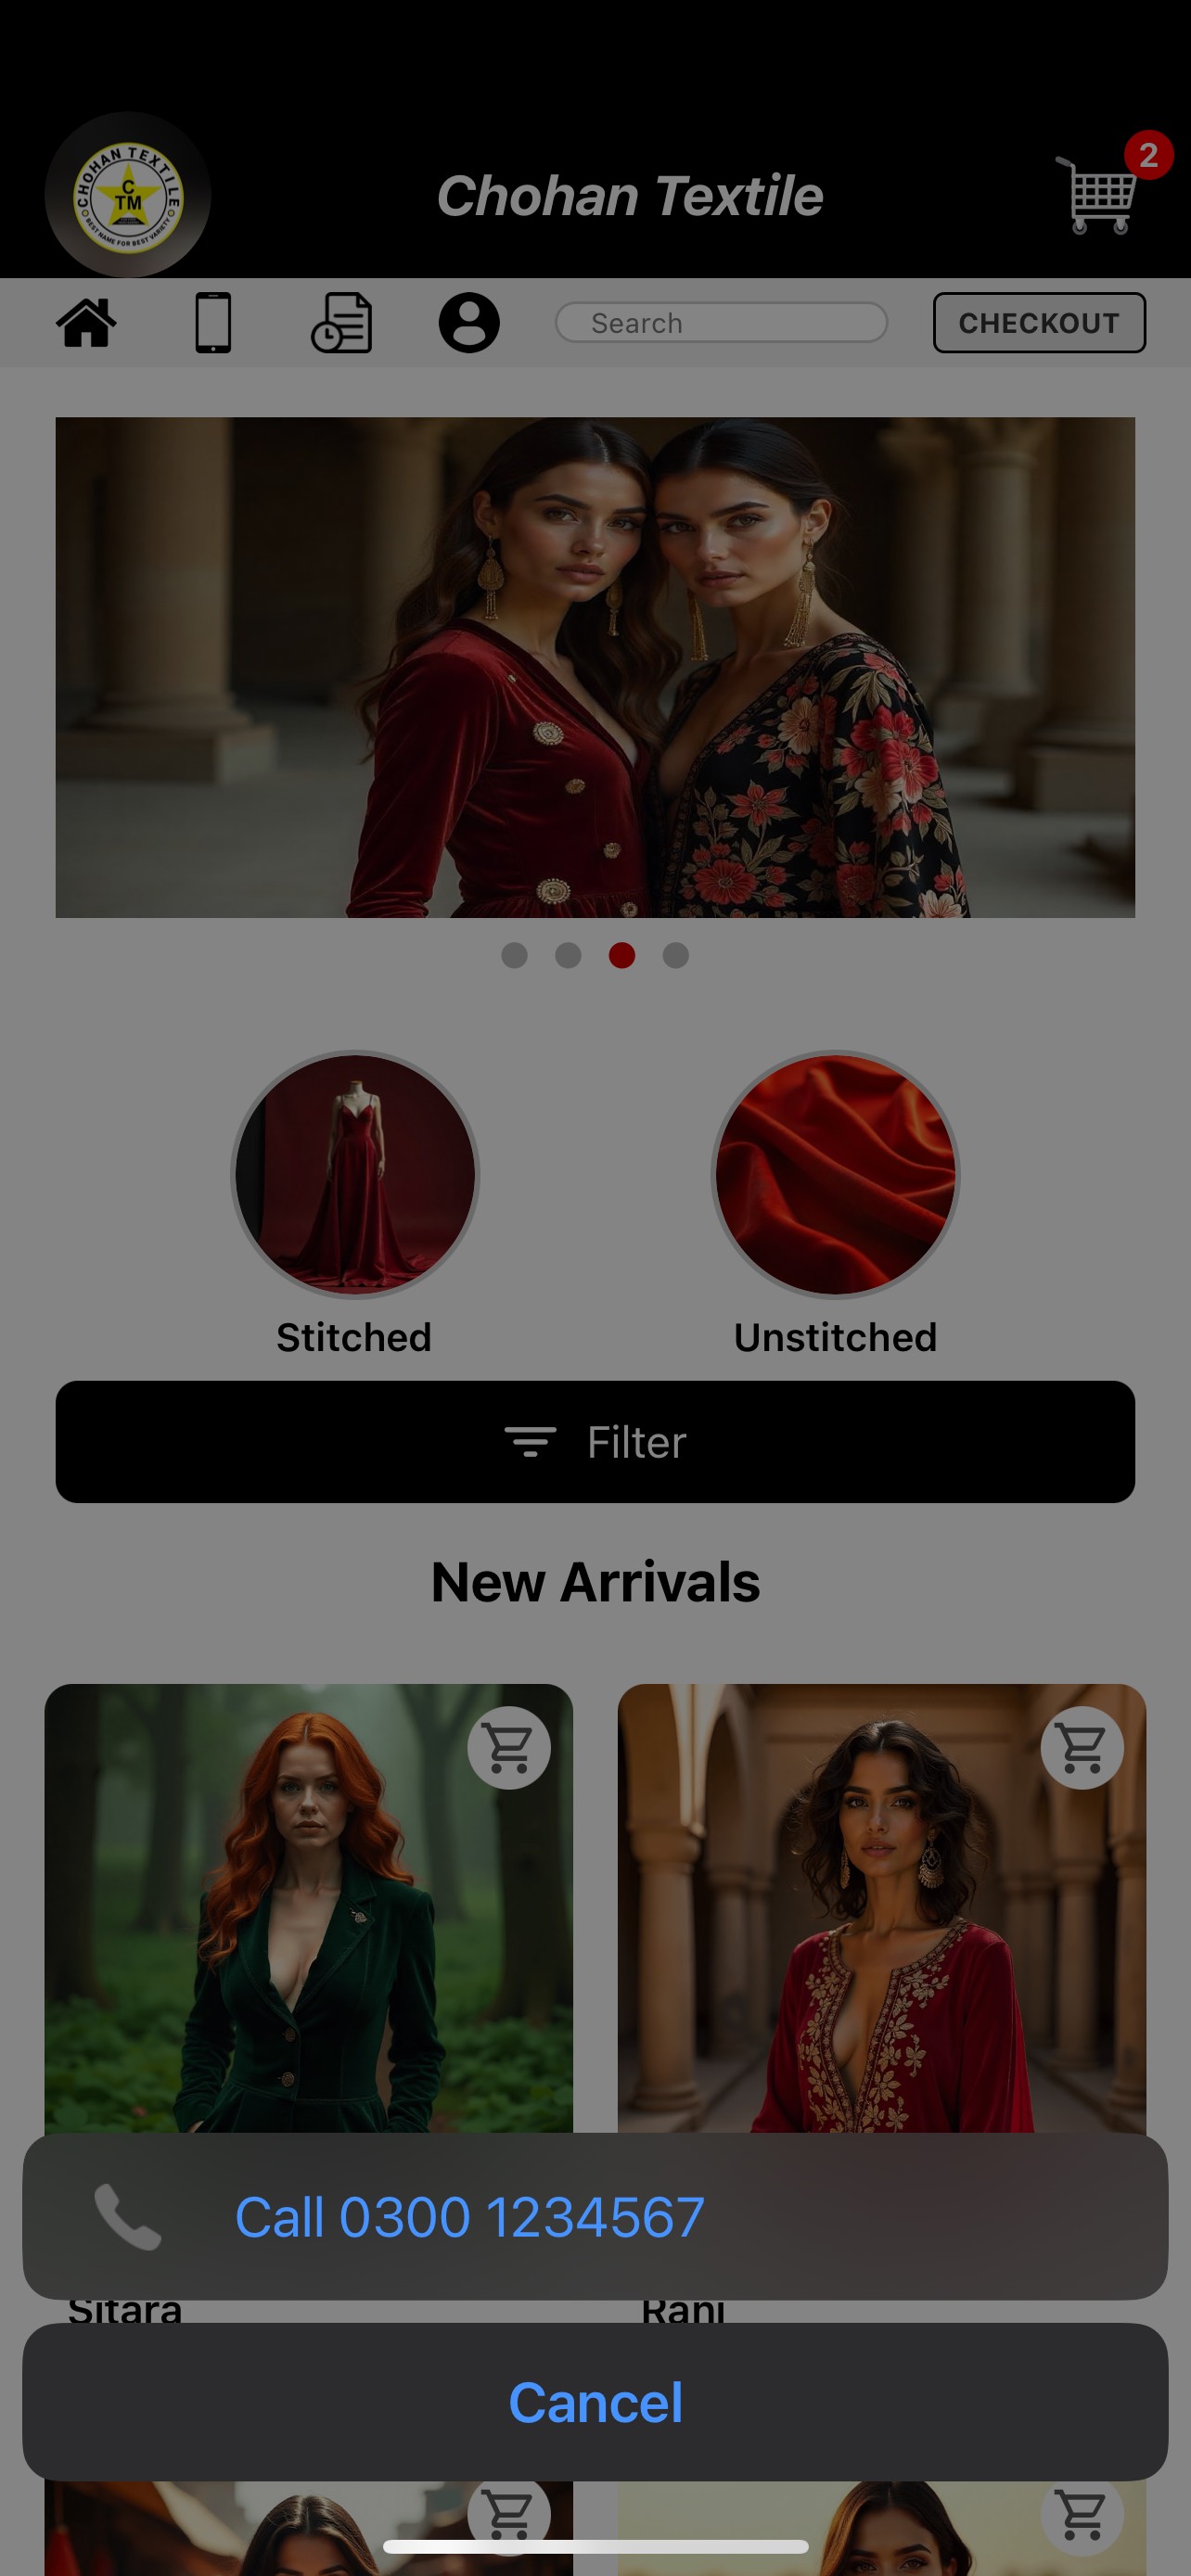 CHOHAN TEXTILE
C
TM
BEST NAME FOR BEST VARIETY
Chohan Textile
2
Search
CHECKOUT
Stitched
Unstitched
Filter
New Arrivals
Call 0300 1234567
Sitara
Rani
Cancel